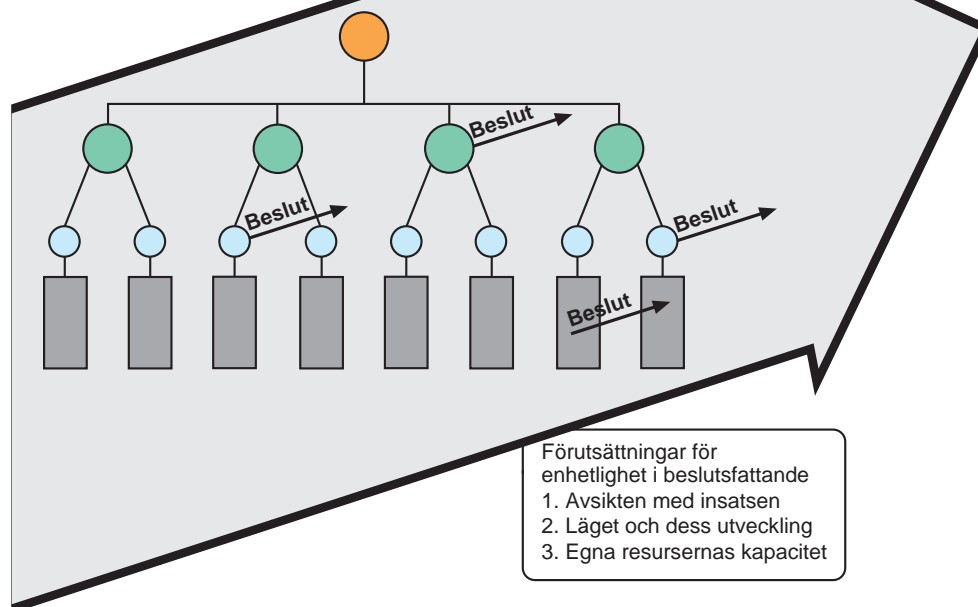 Beslut
Beslut
Beslut
Beslut
Förutsättningar för
enhetlighet i beslutsfattande
1. Avsikten med insatsen
2. Läget och dess utveckling
3. Egna resursernas kapacitet